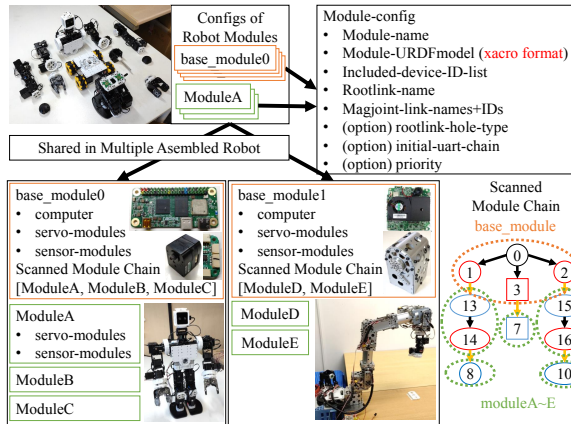 Configs of
Robot Modules
base_module0
ModuleA
Module-config
• Module-name
• Module-URDFmodel (xacro format)
• Included-device-ID-list
• Rootlink-name
• Magjoint-link-names+IDs
• (option) rootlink-hole-type
• (option) initial-uart-chain
• (option) priority
Shared in Multiple Asembled Robot
base_module0
• computer
• servo-modules
• sensor-modules
Scanned Module Chain
[ModuleA, ModuleB, ModuleC]
ModuleA
• servo-modules
• sensor-modules
ModuleB
ModuleC
base_module1
• computer
• servo-modules
• sensor-modules
Scanned Module Chain
[ModuleD, ModuleE]
ModuleD
ModuleE
Scanned
Module Chain
base_module
0
1
2
3
13
15
7
14
16
8
10
moduleA~E